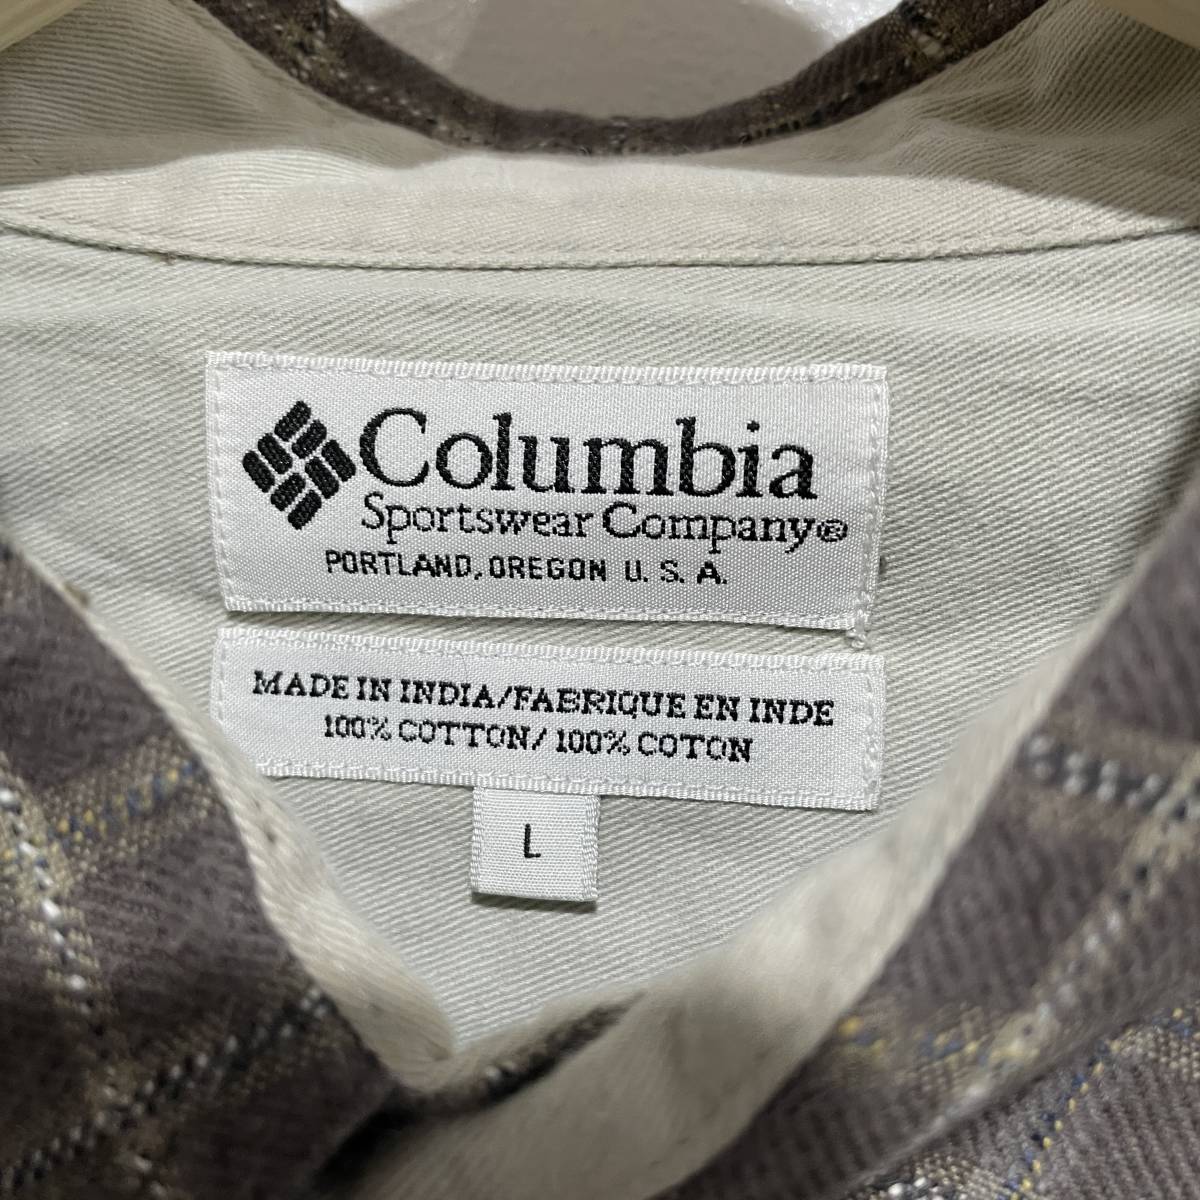 Columbia
Sportswear Company®
PORTLAND, OREGON U. S. A.
MADE IN INDIA/FABRIQUE EN INDE
100% COTTON/ 100% COTON
L